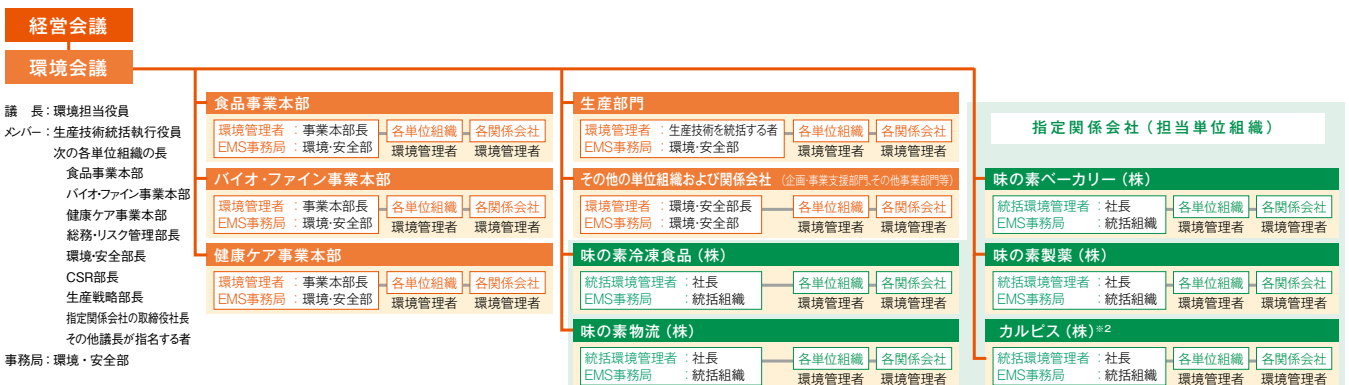 経営会議
環境会議
議　長：環境担当役員
メンバー：生産技術統括執行役員
次の各単位組織の長
食品事業本部
バイオ・ファイン事業本部
健康ケア事業本部
総務・リスク管理部長
環境・安全部長
CSR部長
生産戦略部長
指定関係会社の取締役社長
その他議長が指名する者
事務局：環境・安全部
食品事業本部
環境管理者：事業本部長
EMS事務局：環境・安全部
各単位組織 各関係会社
環境管理者 環境管理者
バイオ・ファイン事業本部
環境管理者：事業本部長
EMS事務局：環境・安全部
各単位組織 各関係会社
環境管理者 環境管理者
健康ケア事業本部
環境管理者：事業本部長
EMS事務局：環境・安全部
各単位組織 各関係会社
環境管理者 環境管理者
生産部門
環境管理者：生産技術を統括する者
EMS事務局：環境・安全部
各単位組織 各関係会社
環境管理者 環境管理者
その他の単位組織および関係会社（企画・事業支援部門、その他事業部門等）
環境管理者：環境・安全部長
EMS事務局：環境・安全部
各単位組織 各関係会社
環境管理者 環境管理者
味の素冷凍食品（株）
統括環境管理者：社長
EMS事務局：統括組織
各単位組織 各関係会社
環境管理者 環境管理者
味の素物流（株）
統括環境管理者：社長
EMS事務局：統括組織
各単位組織 各関係会社
環境管理者 環境管理者
指定関係会社（担当単位組織）
味の素ベーカリー（株）
統括環境管理者：社長
EMS事務局：統括組織
各単位組織 各関係会社
環境管理者 環境管理者
味の素製薬（株）
統括環境管理者：社長
EMS事務局：統括組織
各単位組織 各関係会社
環境管理者 環境管理者
カルピス（株）※2
統括環境管理者：社長
EMS事務局：統括組織
各単位組織 各関係会社
環境管理者 環境管理者